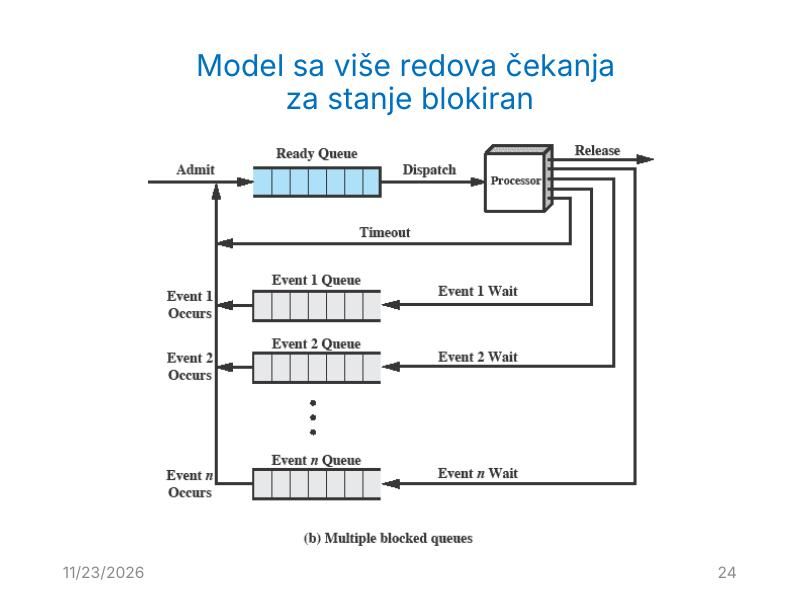 Model sa više redova čekanja
za stanje blokiran
Release
Ready Queue
Admit
Dispatch
Processor
Timeout
Event 1 Queue
Event 1 Wait
Event 1
Occurs
Event 2 Queue
Event 2 Wait
Event 2
Occurs
Event n Queue
Event n Wait
Event n
Occurs
(b) Multiple blocked queues
11/23/2026
24